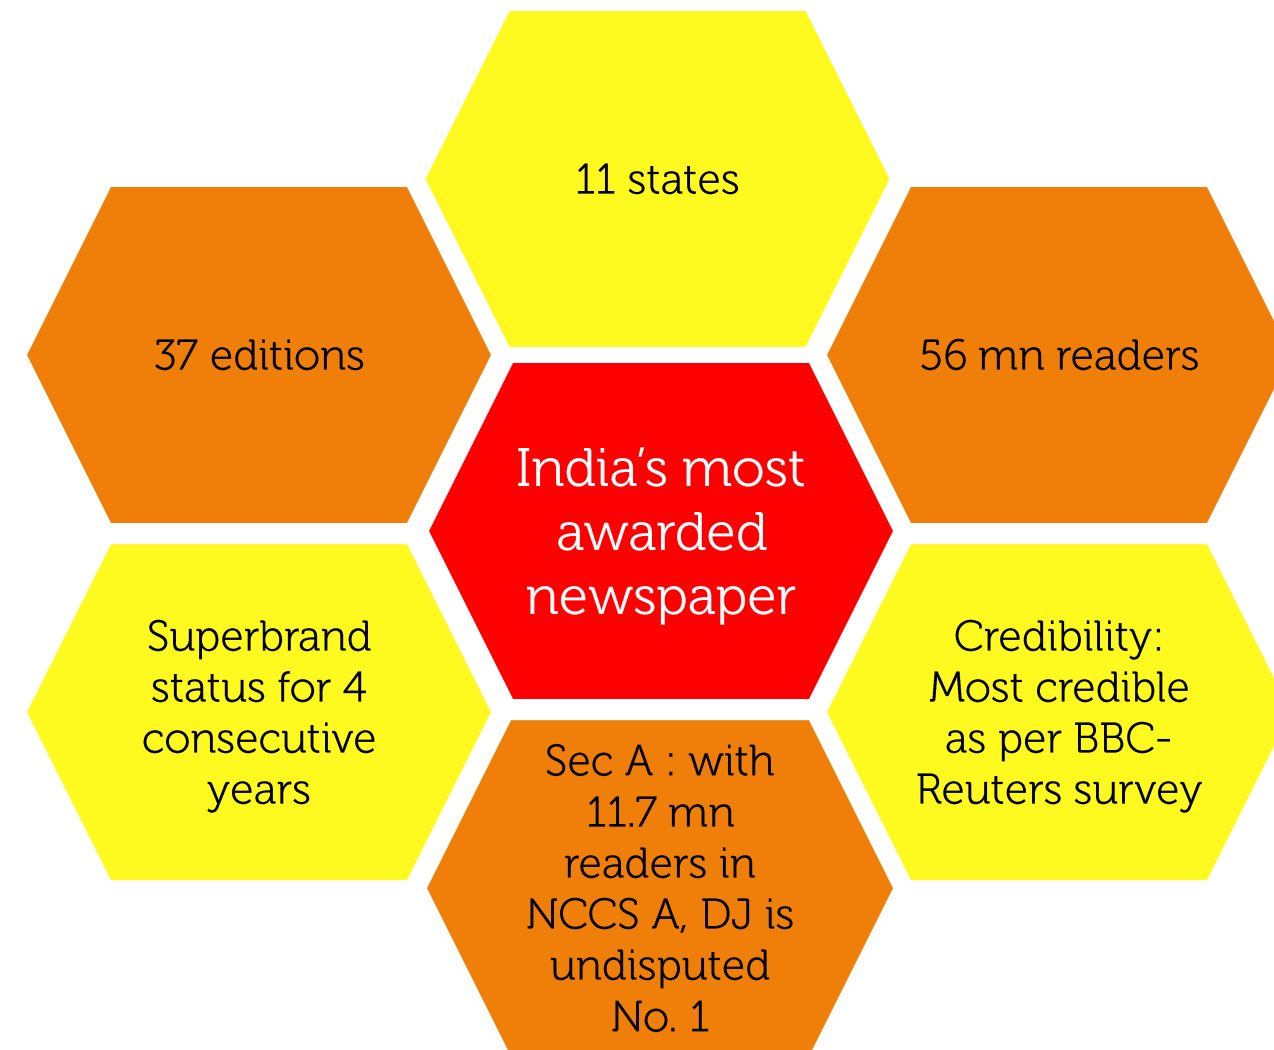 11 states
37 editions
56 mn readers
India’s most
awarded
newspaper
Superbrand
status for 4
consecutive
years
Credibility:
Most credible
as per BBC-
Reuters survey
Sec A : with
11.7 mn
readers in
NCCS A, DJ is
undisputed
No. 1